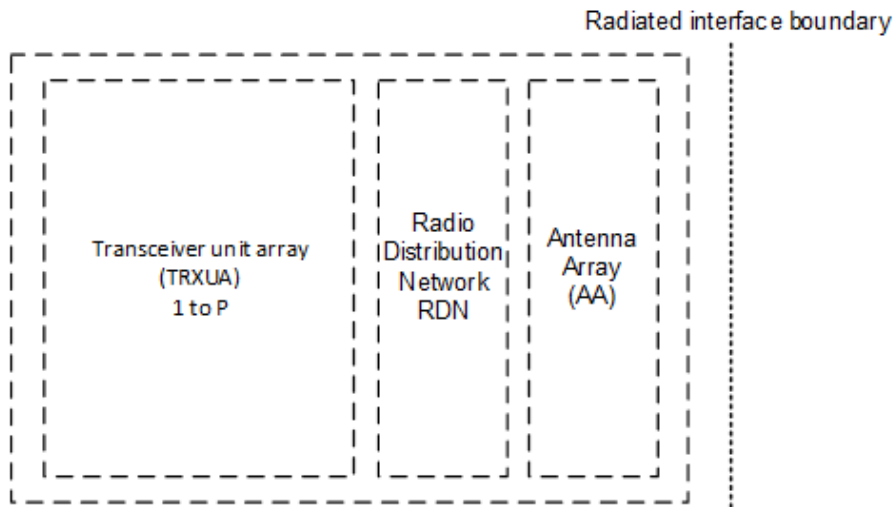 Radiated interface boundary
Transceiver unit array
(TRXUA)
1 to P
Radio
Distribution
Network
RDN
Antenna
Array
(AA)